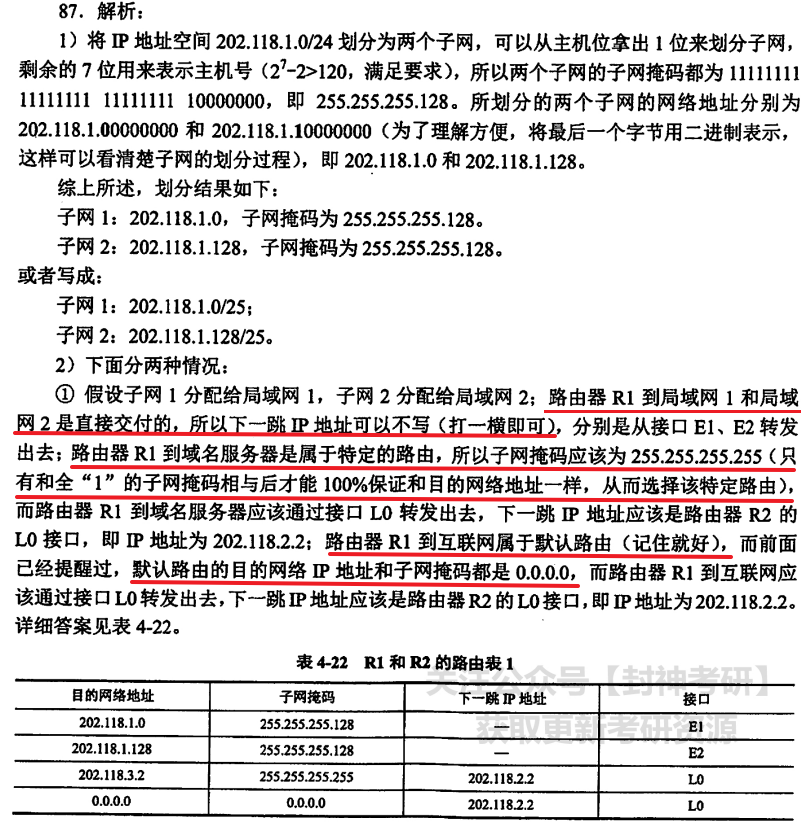 87．解析：
1）将 IP 地址空间 202.118.1.0/24 划分为两个子网，可以从主机位拿出 1 位来划分子网，
剩余的 7 位用来表示主机号（2⁷-2>120，满足要求），所以两个子网的子网掩码都为 11111111
11111111 11111111 10000000，即 255.255.255.128。所划分的两个子网的网络地址分别为
202.118.1.00000000 和 202.118.1.10000000（为了理解方便，将最后一个字节用二进制表示，
这样可以看清楚子网的划分过程），即 202.118.1.0 和 202.118.1.128。
综上所述，划分结果如下：
子网 1：202.118.1.0，子网掩码为 255.255.255.128。
子网 2：202.118.1.128，子网掩码为 255.255.255.128。
或者写成：
子网 1：202.118.1.0/25；
子网 2：202.118.1.128/25。
2）下面分两种情况：
① 假设子网 1 分配给局域网 1，子网 2 分配给局域网 2；路由器 R1 到局域网 1 和局域
网 2 是直接交付的，所以下一跳 IP 地址可以不写（打一横即可），分别是从接口 E1、E2 转发
出去；路由器 R1 到域名服务器是属于特定的路由，所以子网掩码应该为 255.255.255.255（只
有和全“1”的子网掩码相与后才能 100%保证和目的网络地址一样，从而选择该特定路由），
而路由器 R1 到域名服务器应该通过接口 L0 转发出去，下一跳 IP 地址应该是路由器 R2 的
L0 接口，即 IP 地址为 202.118.2.2；路由器 R1 到互联网属于默认路由（记住就好），而前面
已经提醒过，默认路由的目的网络 IP 地址和子网掩码都是 0.0.0.0，而路由器 R1 到互联网应
该通过接口 L0 转发出去，下一跳 IP 地址应该是路由器 R2 的 L0 接口，即 IP 地址为 202.118.2.2。
详细答案见表 4-22。
表 4-22 R1 和 R2 的路由表 1
关注公众号【封神考研】
获取更新考研资源
目的网络地址 子网掩码 下一跳 IP 地址 接口
202.118.1.0 255.255.255.128 — E1
202.118.1.128 255.255.255.128 — E2
202.118.3.2 255.255.255.255 202.118.2.2 L0
0.0.0.0 0.0.0.0 202.118.2.2 L0